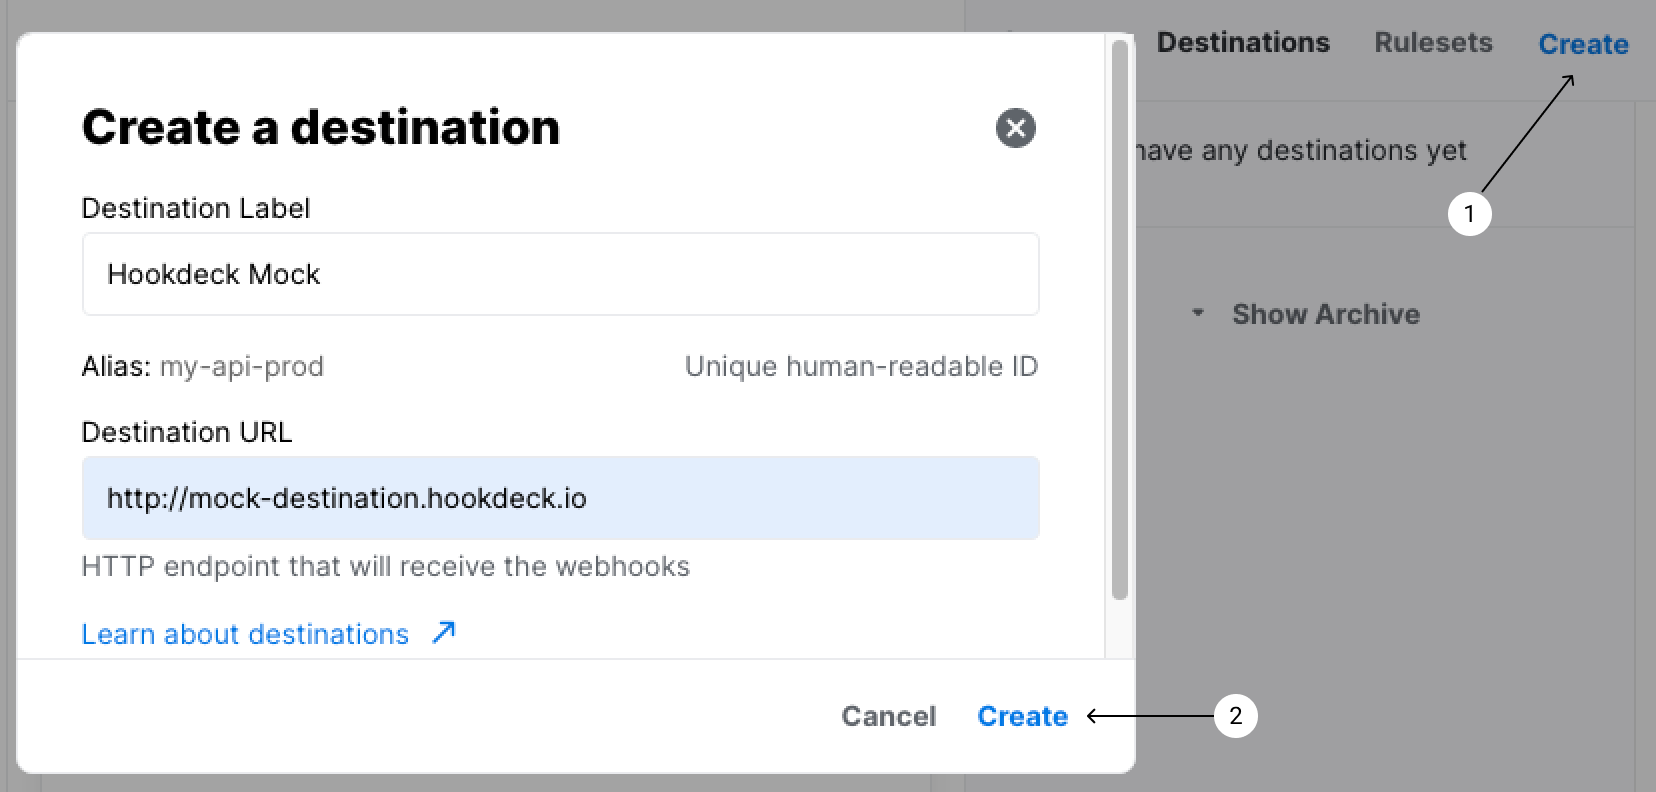 Destinations Rulesets Create
Create a destination
have any destinations yet
1
Destination Label
Hookdeck Mock
Show Archive
Alias: my-api-prod Unique human-readable ID
Destination URL
http://mock-destination.hookdeck.io
HTTP endpoint that will receive the webhooks
Learn about destinations
Cancel Create
2